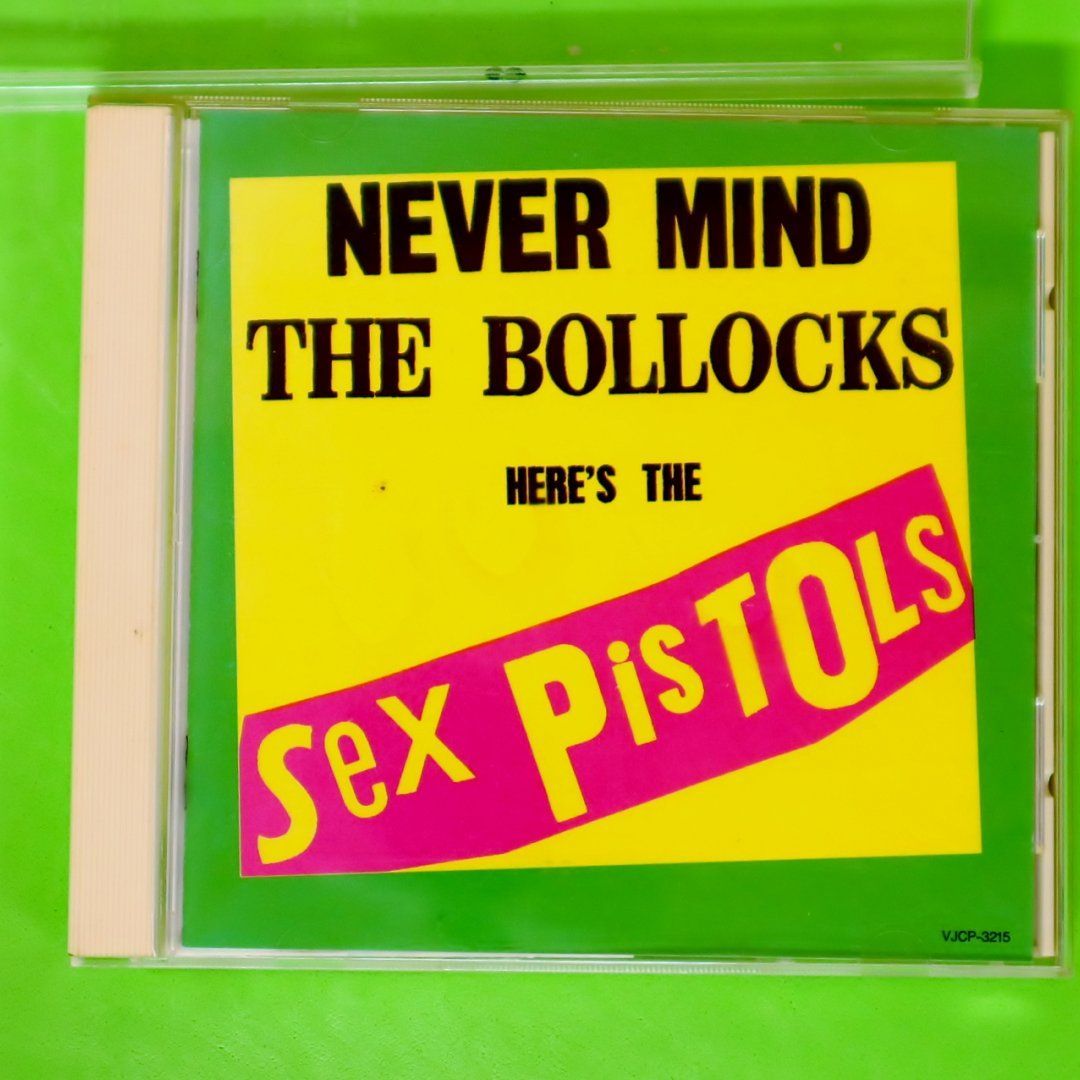 NEVER MIND
THE BOLLOCKS
HERE'S THE
Sex PiSTOLS
VJCP-3215